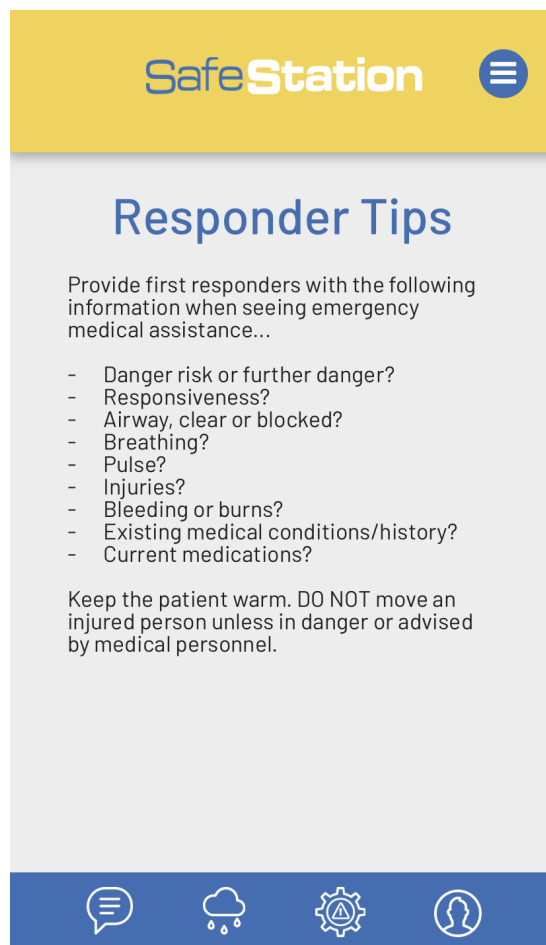 SafeStation
Responder Tips
Provide first responders with the following
information when seeing emergency
medical assistance...
- Danger risk or further danger?
- Responsiveness?
- Airway, clear or blocked?
- Breathing?
- Pulse?
- Injuries?
- Bleeding or burns?
- Existing medical conditions/history?
- Current medications?
Keep the patient warm. DO NOT move an
injured person unless in danger or advised
by medical personnel.